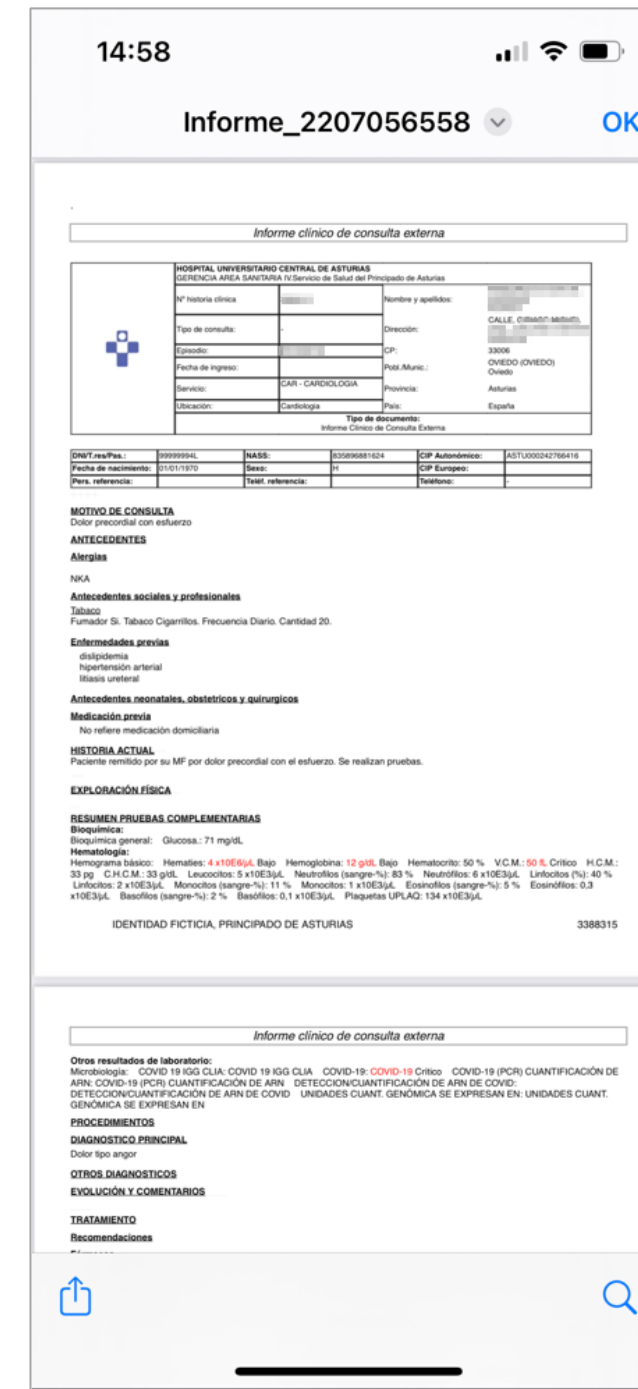 14:58
Informe_2207056558
OK
Informe clínico de consulta externa
HOSPITAL UNIVERSITARIO CENTRAL DE ASTURIAS
GERENCIA AREA SANITARIA IV.Servicio de Salud del Principado de Asturias
Nº historia clínica Nombre y apellidos:
Tipo de consulta: - Dirección: CALLE,
Episodio: CP: 33006
Fecha de ingreso: Pobl./Munic.: OVIEDO (OVIEDO) Oviedo
Servicio: CAR - CARDIOLOGIA Provincia: Asturias
Ubicación: Cardiologia País: España
Tipo de documento:
Informe Clínico de Consulta Externa
DNI/T.res/Pas.: 99999994L NASS: 835896881624 CIP Autonómico: ASTU000242766416
Fecha de nacimiento: 01/01/1970 Sexo: H CIP Europeo:
Pers. referencia: Teléf. referencia: Teléfono: -
MOTIVO DE CONSULTA
Dolor precordial con esfuerzo
ANTECEDENTES
Alergias
NKA
Antecedentes sociales y profesionales
Tabaco
Fumador Si. Tabaco Cigarrillos. Frecuencia Diario. Cantidad 20.
Enfermedades previas
dislipidemia
hipertensión arterial
litiasis ureteral
Antecedentes neonatales, obstetricos y quirurgicos
Medicación previa
No refiere medicación domiciliaria
HISTORIA ACTUAL
Paciente remitido por su MF por dolor precordial con el esfuerzo. Se realizan pruebas.
EXPLORACIÓN FÍSICA
RESUMEN PRUEBAS COMPLEMENTARIAS
Bioquímica:
Bioquímica general: Glucosa.: 71 mg/dL
Hematología:
Hemograma básico: Hematies: 4 x10E6/µL Bajo Hemoglobina: 12 g/dL Bajo Hematocrito: 50 % V.C.M.: 50 fL Crítico H.C.M.:
33 pg C.H.C.M.: 33 g/dL Leucocitos: 5 x10E3/µL Neutrofilos (sangre-%): 83 % Neutrófilos: 6 x10E3/µL Linfocitos (%): 40 %
Linfocitos: 2 x10E3/µL Monocitos (sangre-%): 11 % Monocitos: 1 x10E3/µL Eosinofilos (sangre-%): 5 % Eosinófilos: 0,3
x10E3/µL Basofilos (sangre-%): 2 % Basófilos: 0,1 x10E3/µL Plaquetas UPLAQ: 134 x10E3/µL
IDENTIDAD FICTICIA, PRINCIPADO DE ASTURIAS 3388315
Informe clínico de consulta externa
Otros resultados de laboratorio:
Microbiología: COVID 19 IGG CLIA: COVID 19 IGG CLIA COVID-19: COVID-19 Crítico COVID-19 (PCR) CUANTIFICACIÓN DE
ARN: COVID-19 (PCR) CUANTIFICACIÓN DE ARN DETECCION/CUANTIFICACIÓN DE ARN DE COVID:
DETECCION/CUANTIFICACIÓN DE ARN DE COVID UNIDADES CUANT. GENÓMICA SE EXPRESAN EN: UNIDADES CUANT.
GENÓMICA SE EXPRESAN EN
PROCEDIMIENTOS
DIAGNOSTICO PRINCIPAL
Dolor tipo angor
OTROS DIAGNOSTICOS
EVOLUCIÓN Y COMENTARIOS
TRATAMIENTO
Recomendaciones